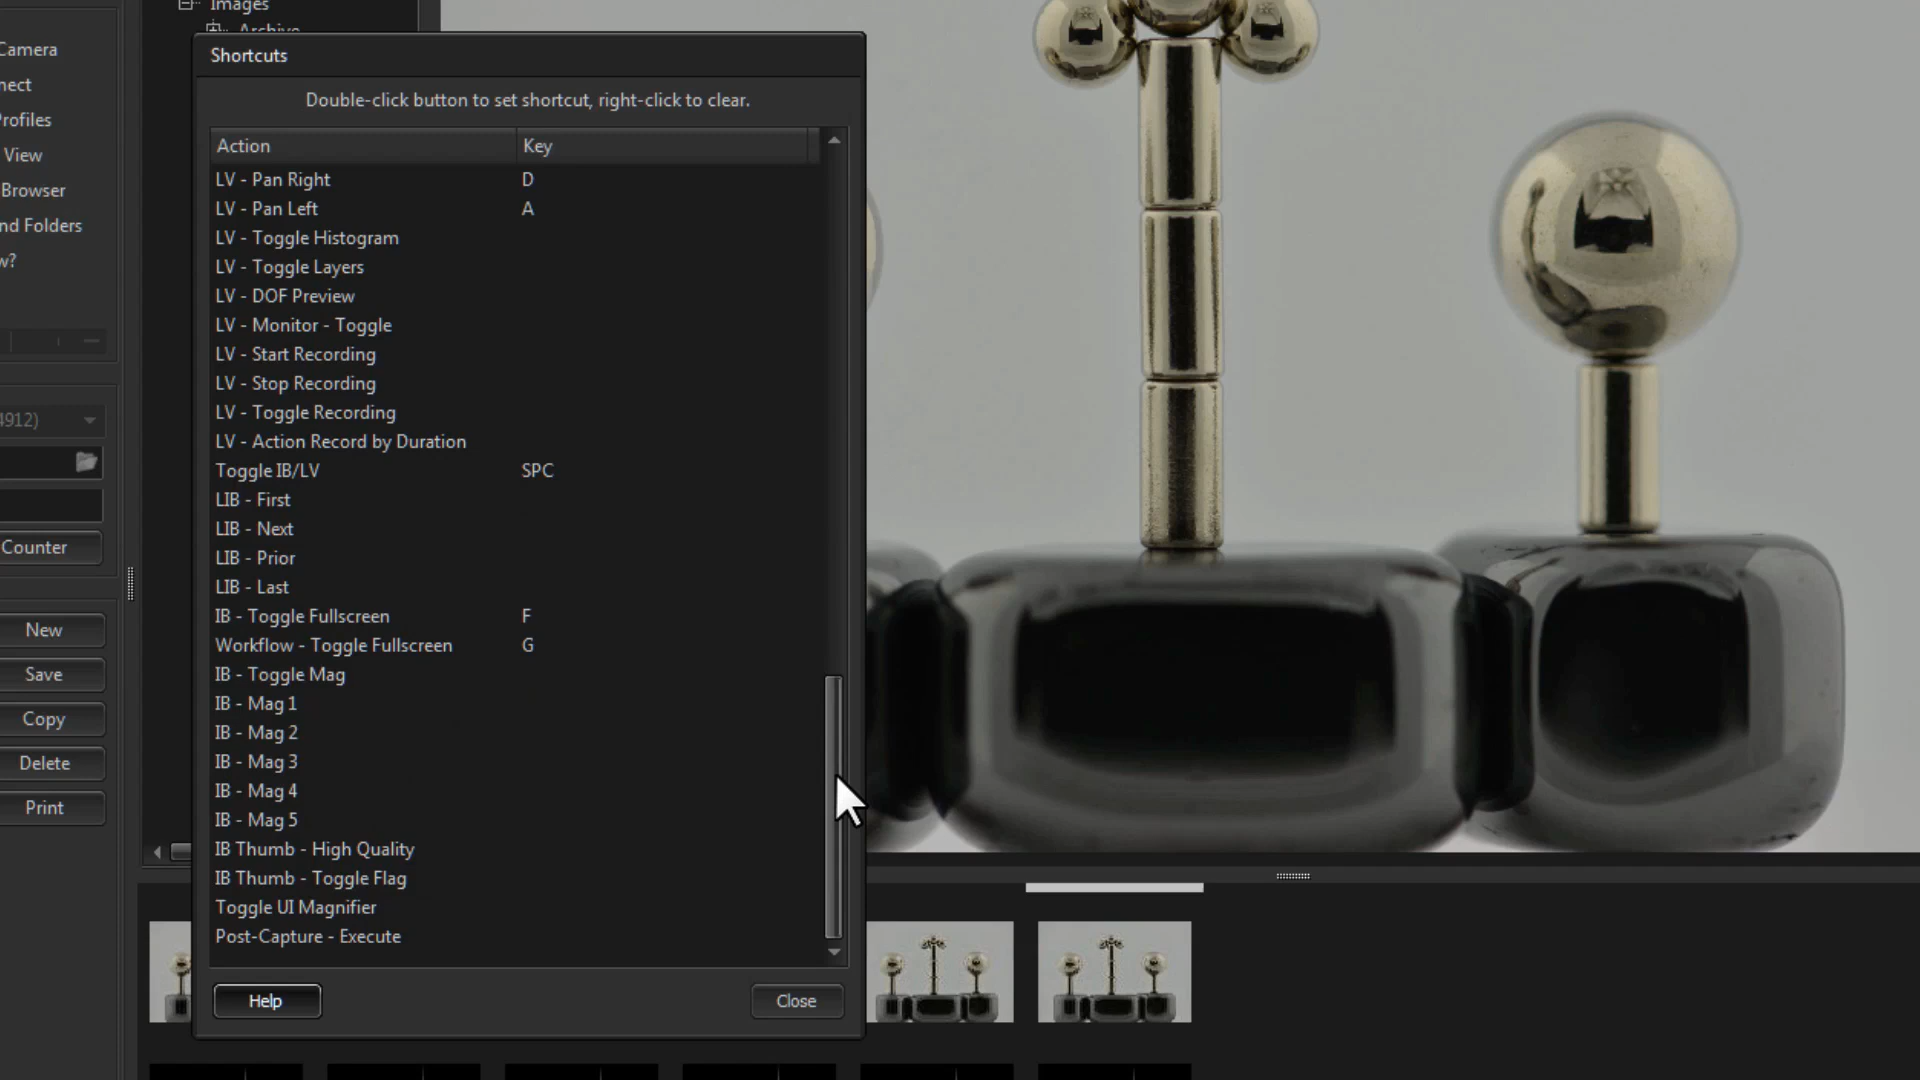 Images
Archive
Camera
nect
Profiles
View
Browser
nd Folders
w?
4912)
Counter
New
Save
Copy
Delete
Print
Shortcuts
Double-click button to set shortcut, right-click to clear.
Action Key
LV - Pan Right D
LV - Pan Left A
LV - Toggle Histogram
LV - Toggle Layers
LV - DOF Preview
LV - Monitor - Toggle
LV - Start Recording
LV - Stop Recording
LV - Toggle Recording
LV - Action Record by Duration
Toggle IB/LV SPC
LIB - First
LIB - Next
LIB - Prior
LIB - Last
IB - Toggle Fullscreen F
Workflow - Toggle Fullscreen G
IB - Toggle Mag
IB - Mag 1
IB - Mag 2
IB - Mag 3
IB - Mag 4
IB - Mag 5
IB Thumb - High Quality
IB Thumb - Toggle Flag
Toggle UI Magnifier
Post-Capture - Execute
Help Close